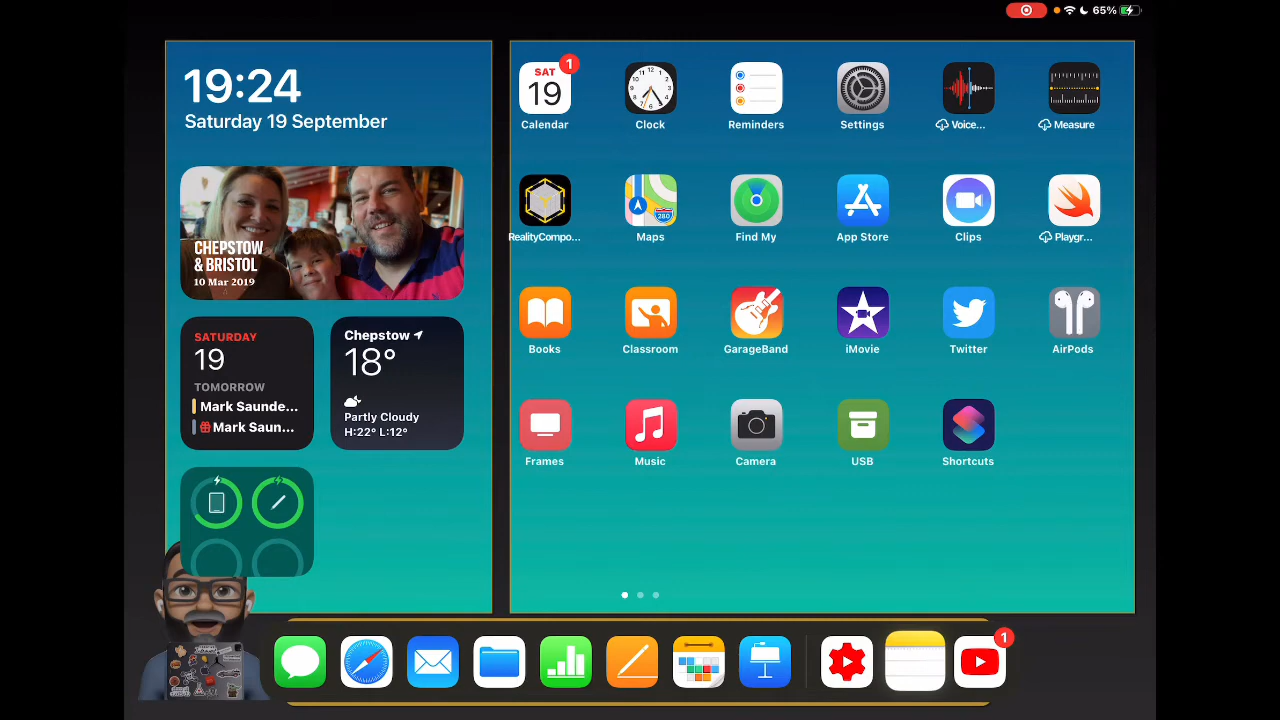 65%
19:24
Saturday 19 September
CHEPSTOW
& BRISTOL
10 Mar 2019
SATURDAY
19
TOMORROW
Mark Saunde...
Mark Saun...
Chepstow
18°
Partly Cloudy
H:22° L:12°
SAT
19
1
12
Calendar
Clock
Reminders
Settings
Voice...
Measure
280
RealityCompo...
Maps
Find My
App Store
Clips
Playgr...
Books
Classroom
GarageBand
iMovie
Twitter
AirPods
Frames
Music
Camera
USB
Shortcuts
1